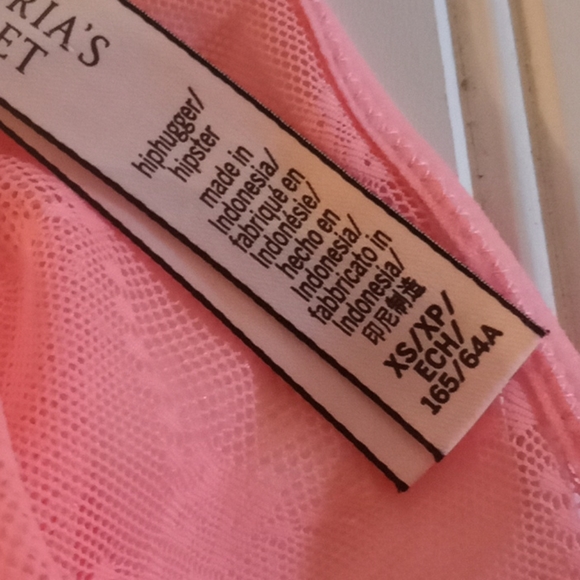 RIA'S
ET
hiphugger/
hipster
made in
Indonesia/
fabriqué en
Indonésie/
hecho en
Indonesia/
fabbricato in
Indonesia/
印尼制造
XS/XP/
ECH/
165/64A